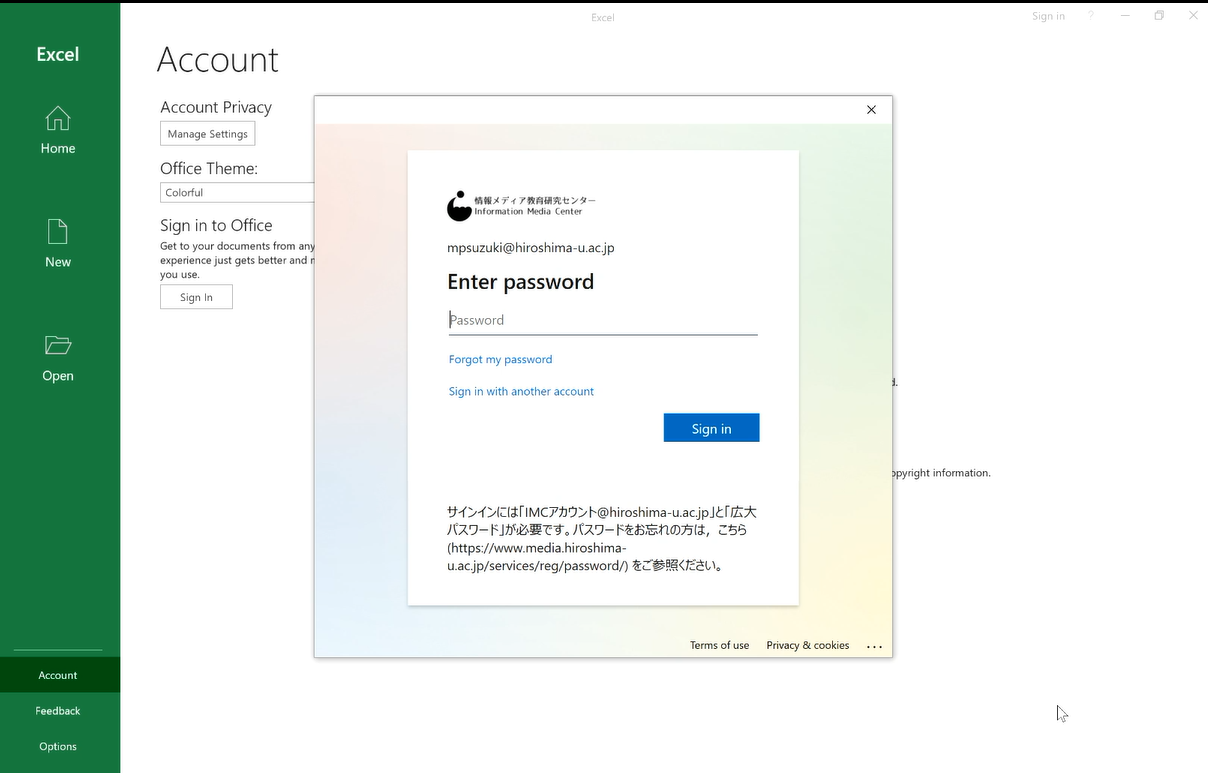 Excel
Sign in
?
Excel
Home
New
Open
Account
Feedback
Options
Account
Account Privacy
Manage Settings
Office Theme:
Colorful
Sign in to Office
Get to your documents from any
experience just gets better and
you use.
Sign In
情報メディア教育研究センター
Information Media Center
mpsuzuki@hiroshima-u.ac.jp
Enter password
Password
Forgot my password
Sign in with another account
Sign in
サインインには「IMCアカウント@hiroshima-u.ac.jp」と「広大
パスワード」が必要です。パスワードをお忘れの方は，こちら
(https://www.media.hiroshima-
u.ac.jp/services/reg/password/) をご参照ください。
Terms of use
Privacy & cookies
...
opyright information.